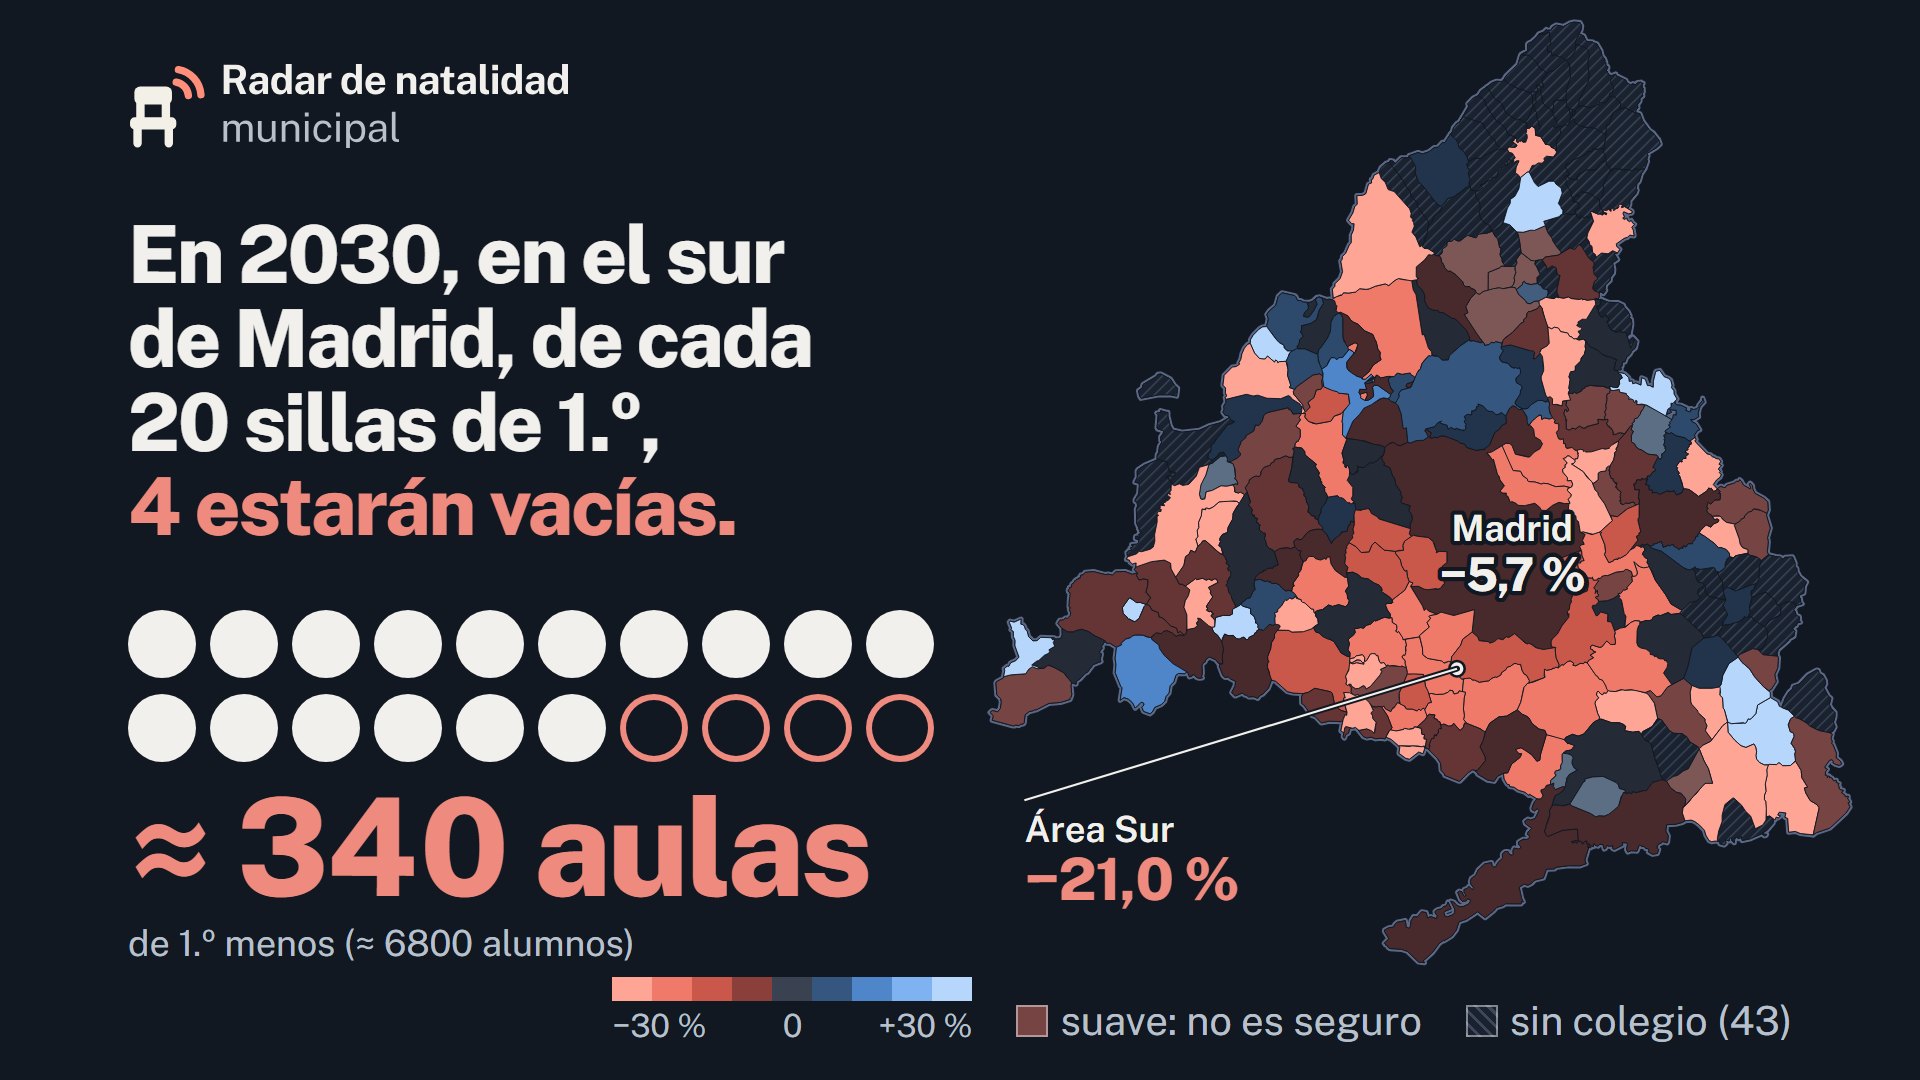 Radar de natalidad
municipal
En 2030, en el sur
de Madrid, de cada
20 sillas de 1.º,
4 estarán vacías.
≈ 340 aulas
de 1.º menos (≈ 6800 alumnos)
Madrid
−5,7 %
Área Sur
−21,0 %
−30 % 0 +30 %
suave: no es seguro
sin colegio (43)